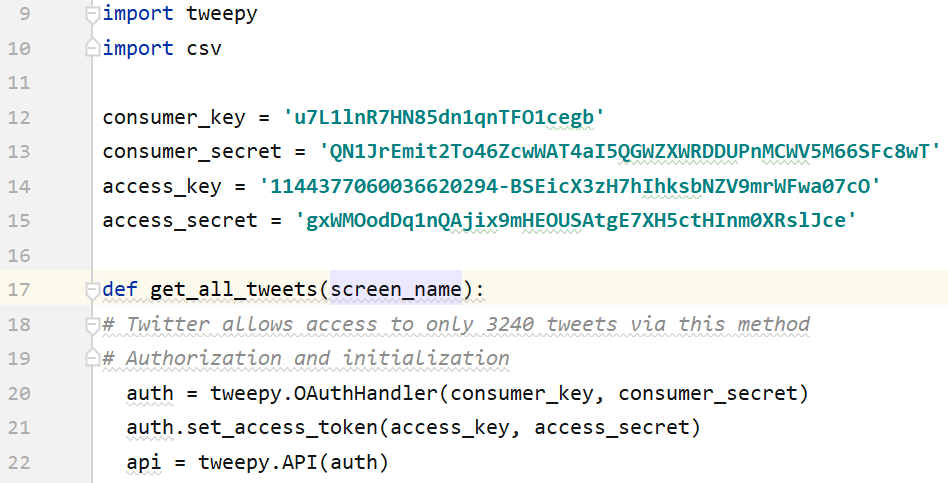 9 import tweepy
10 import csv
11
12 consumer_key = 'u7L1lnR7HN85dn1qnTFO1cegb'
13 consumer_secret = 'QN1JrEmit2To46ZcwWAT4aI5QGWZXWRDDUPnMCWV5M66SFc8wT'
14 access_key = '1144377060036620294-BSEicX3zH7hIhksbNZV9mrWFwa07cO'
15 access_secret = 'gxWMOodDq1nQAjix9mHEOUSAtgE7XH5ctHInm0XRslJce'
16
17 def get_all_tweets(screen_name):
18 # Twitter allows access to only 3240 tweets via this method
19 # Authorization and initialization
20 auth = tweepy.OAuthHandler(consumer_key, consumer_secret)
21 auth.set_access_token(access_key, access_secret)
22 api = tweepy.API(auth)